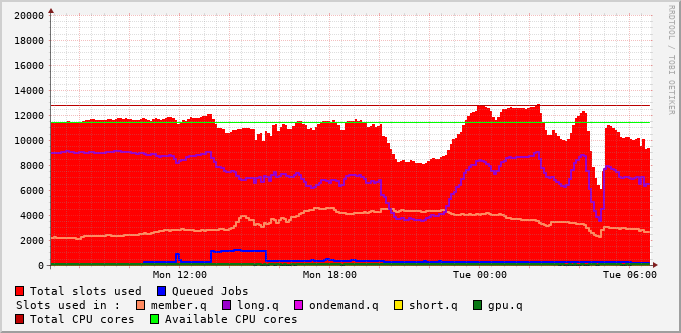 RRDTOOL / TOBI OETIKER
20000
18000
16000
14000
12000
10000
8000
6000
4000
2000
0
Mon 12:00 Mon 18:00 Tue 00:00 Tue 06:00
Total slots used Queued Jobs
Slots used in : member.q long.q ondemand.q short.q gpu.q
Total CPU cores Available CPU cores